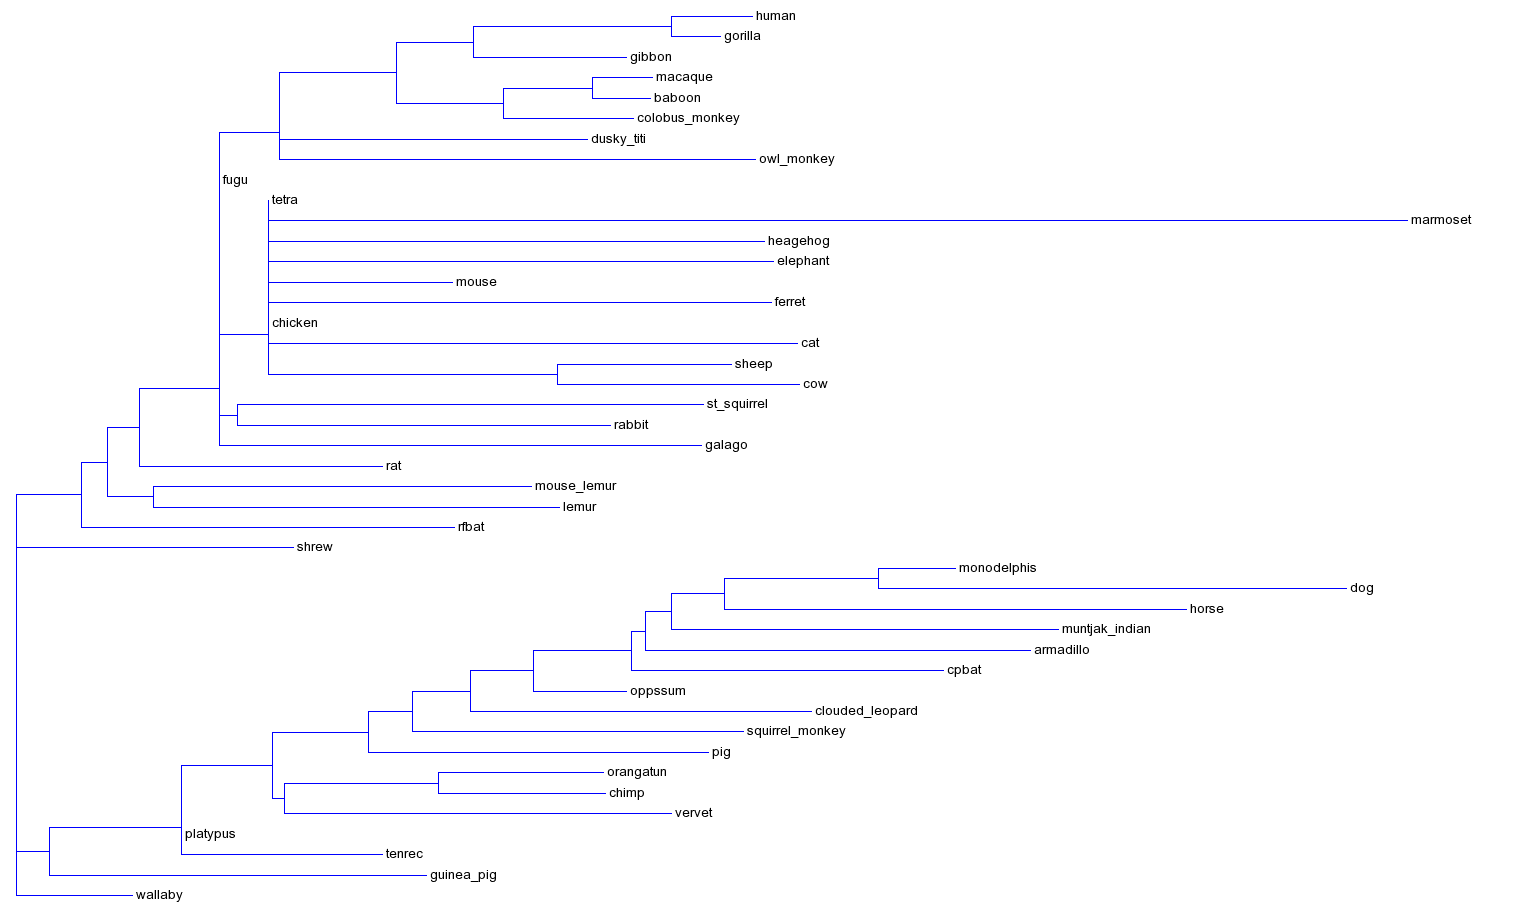 human
gorilla
gibbon
macaque
baboon
colobus_monkey
dusky_titi
owl_monkey
fugu
tetra
marmoset
heagehog
elephant
mouse
ferret
chicken
cat
sheep
cow
st_squirrel
rabbit
galago
rat
mouse_lemur
lemur
rfbat
shrew
monodelphis
dog
horse
muntjak_indian
armadillo
cpbat
oppssum
clouded_leopard
squirrel_monkey
pig
orangatun
chimp
vervet
platypus
tenrec
guinea_pig
wallaby